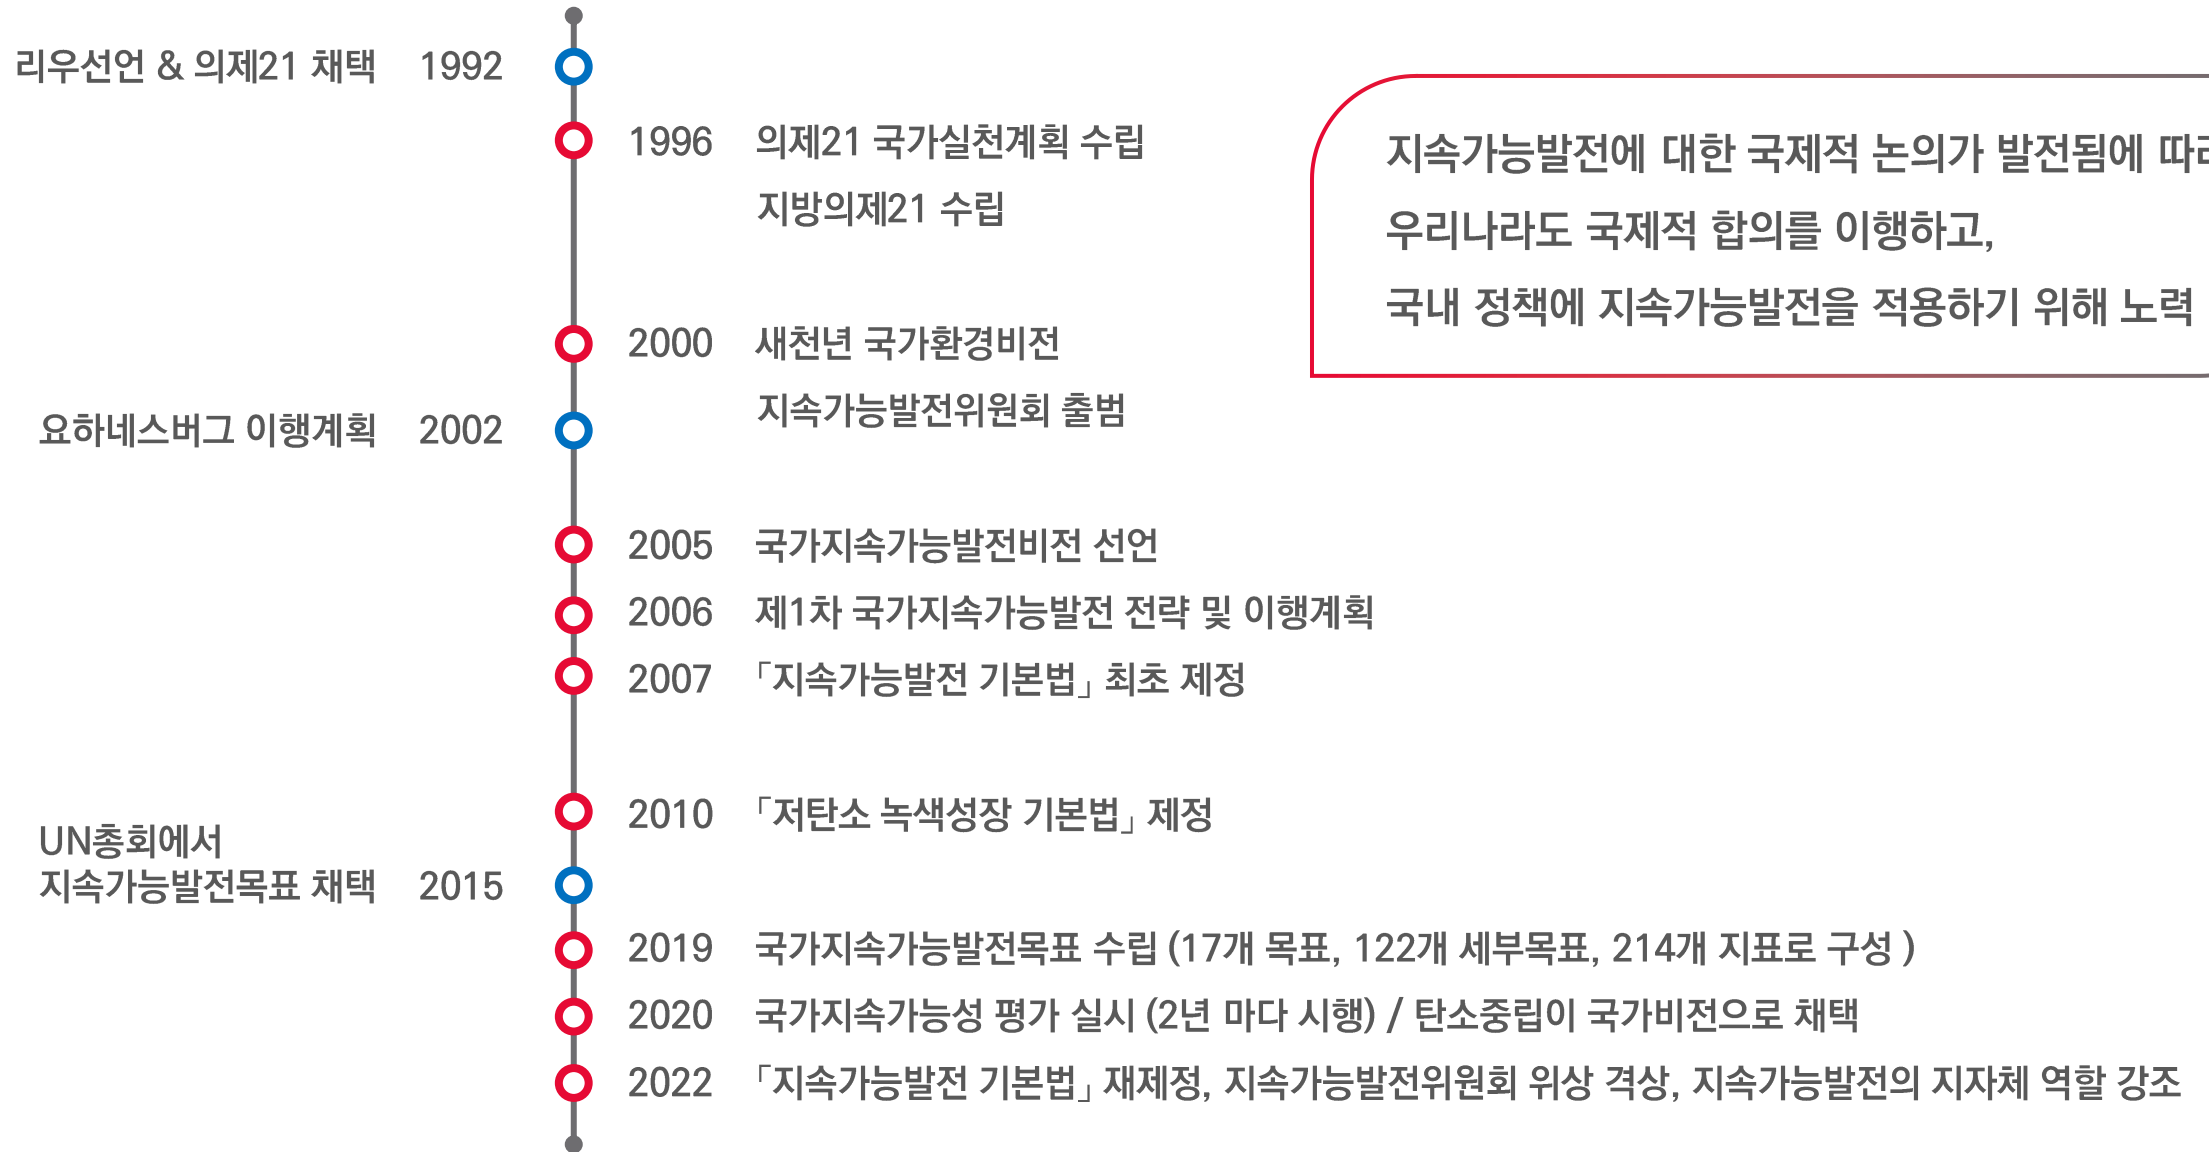 리우선언 & 의제21 채택 1992
1996 의제21 국가실천계획 수립
지방의제21 수립
2000 새천년 국가환경비전
지속가능발전위원회 출범
요하네스버그 이행계획 2002
2005 국가지속가능발전비전 선언
2006 제1차 국가지속가능발전 전략 및 이행계획
2007 「지속가능발전 기본법」 최초 제정
2010 「저탄소 녹색성장 기본법」 제정
UN총회에서
지속가능발전목표 채택 2015
2019 국가지속가능발전목표 수립 (17개 목표, 122개 세부목표, 214개 지표로 구성 )
2020 국가지속가능성 평가 실시 (2년 마다 시행) / 탄소중립이 국가비전으로 채택
2022 「지속가능발전 기본법」 재제정, 지속가능발전위원회 위상 격상, 지속가능발전의 지자체 역할 강조
지속가능발전에 대한 국제적 논의가 발전됨에
우리나라도 국제적 합의를 이행하고,
국내 정책에 지속가능발전을 적용하기 위해 노력